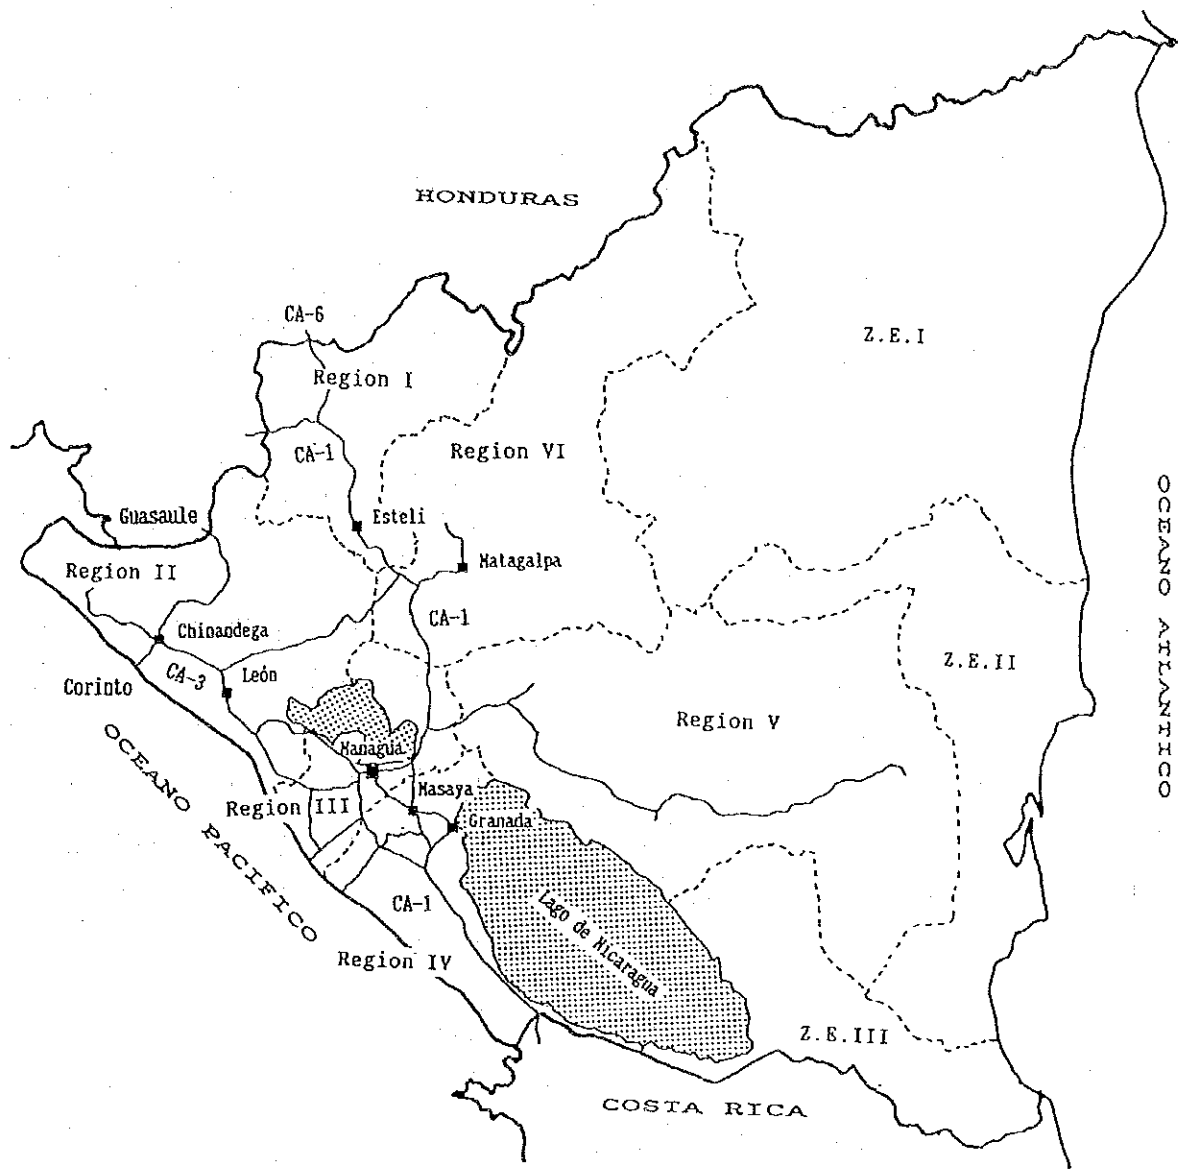 HONDURAS
CA-6
Z.E.I
Region I
Region VI
CA-1
OCEANO ATLANTICO
Guasaule
Esteli
Matagalpa
Region II
CA-1
Chinandega
Z.E.II
CA-3
León
Corinto
Region V
OCEANO PACIFICO
Managua
Masaya
Region III
Granada
CA-1
Lago de Nicaragua
Region IV
Z.E.III
COSTA RICA